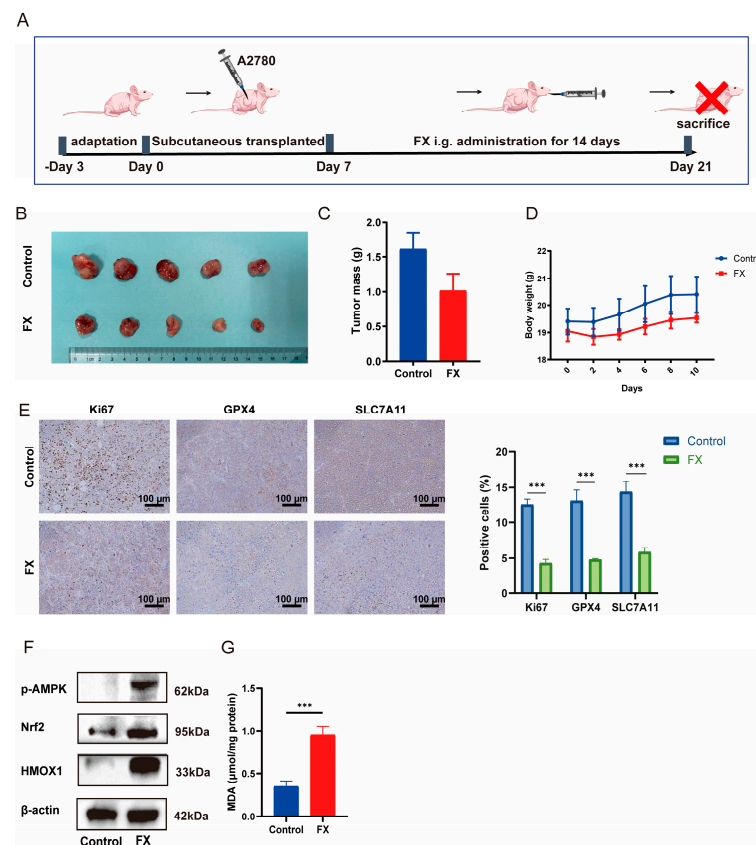 A
A2780
sacrifice
adaptation
Subcutaneous transplanted
FX i.g. administration for 14 days
-Day 3
Day 0
Day 7
Day 21
B
Control
FX
C
Tumor mass (g)
2.0
1.5
1.0
0.5
0.0
Control
FX
D
Body weight (g)
22
21
20
19
18
0
2
4
6
8
10
Days
Contr
FX
E
Ki67
GPX4
SLC7A11
Control
100 μm
100 μm
100 μm
FX
100 μm
100 μm
100 μm
Positive cells (%)
20
15
10
5
0
***
***
***
Ki67
GPX4
SLC7A11
Control
FX
F
p-AMPK
62kDa
Nrf2
95kDa
HMOX1
33kDa
β-actin
42kDa
Control
FX
G
MDA (μmol/mg protein)
1.5
1.0
0.5
0.0
***
Control
FX